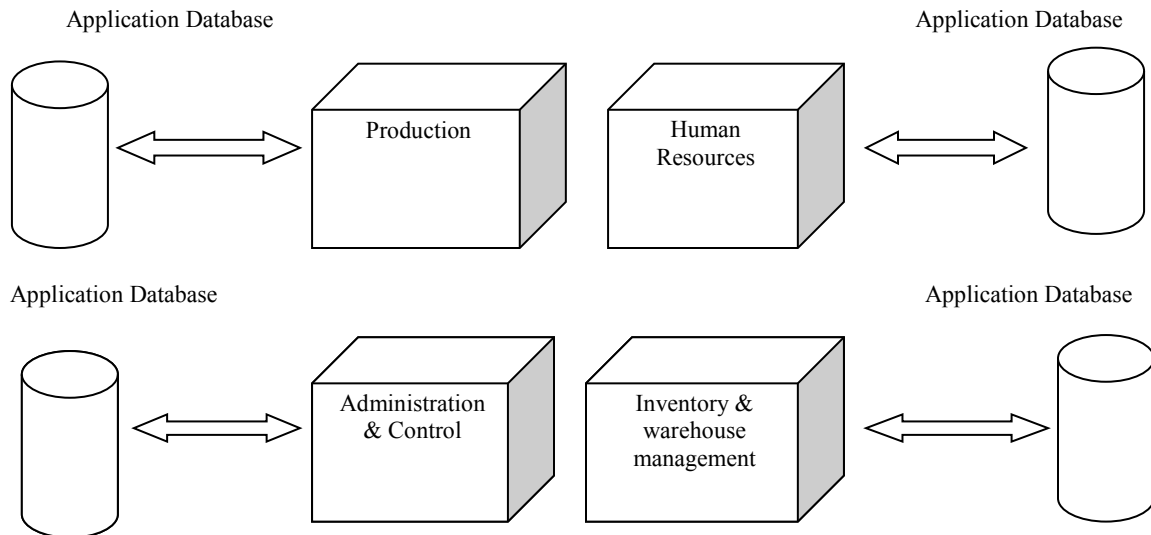 Application Database
Application Database
Production
Human
Resources
Application Database
Application Database
Administration
& Control
Inventory &
warehouse
management